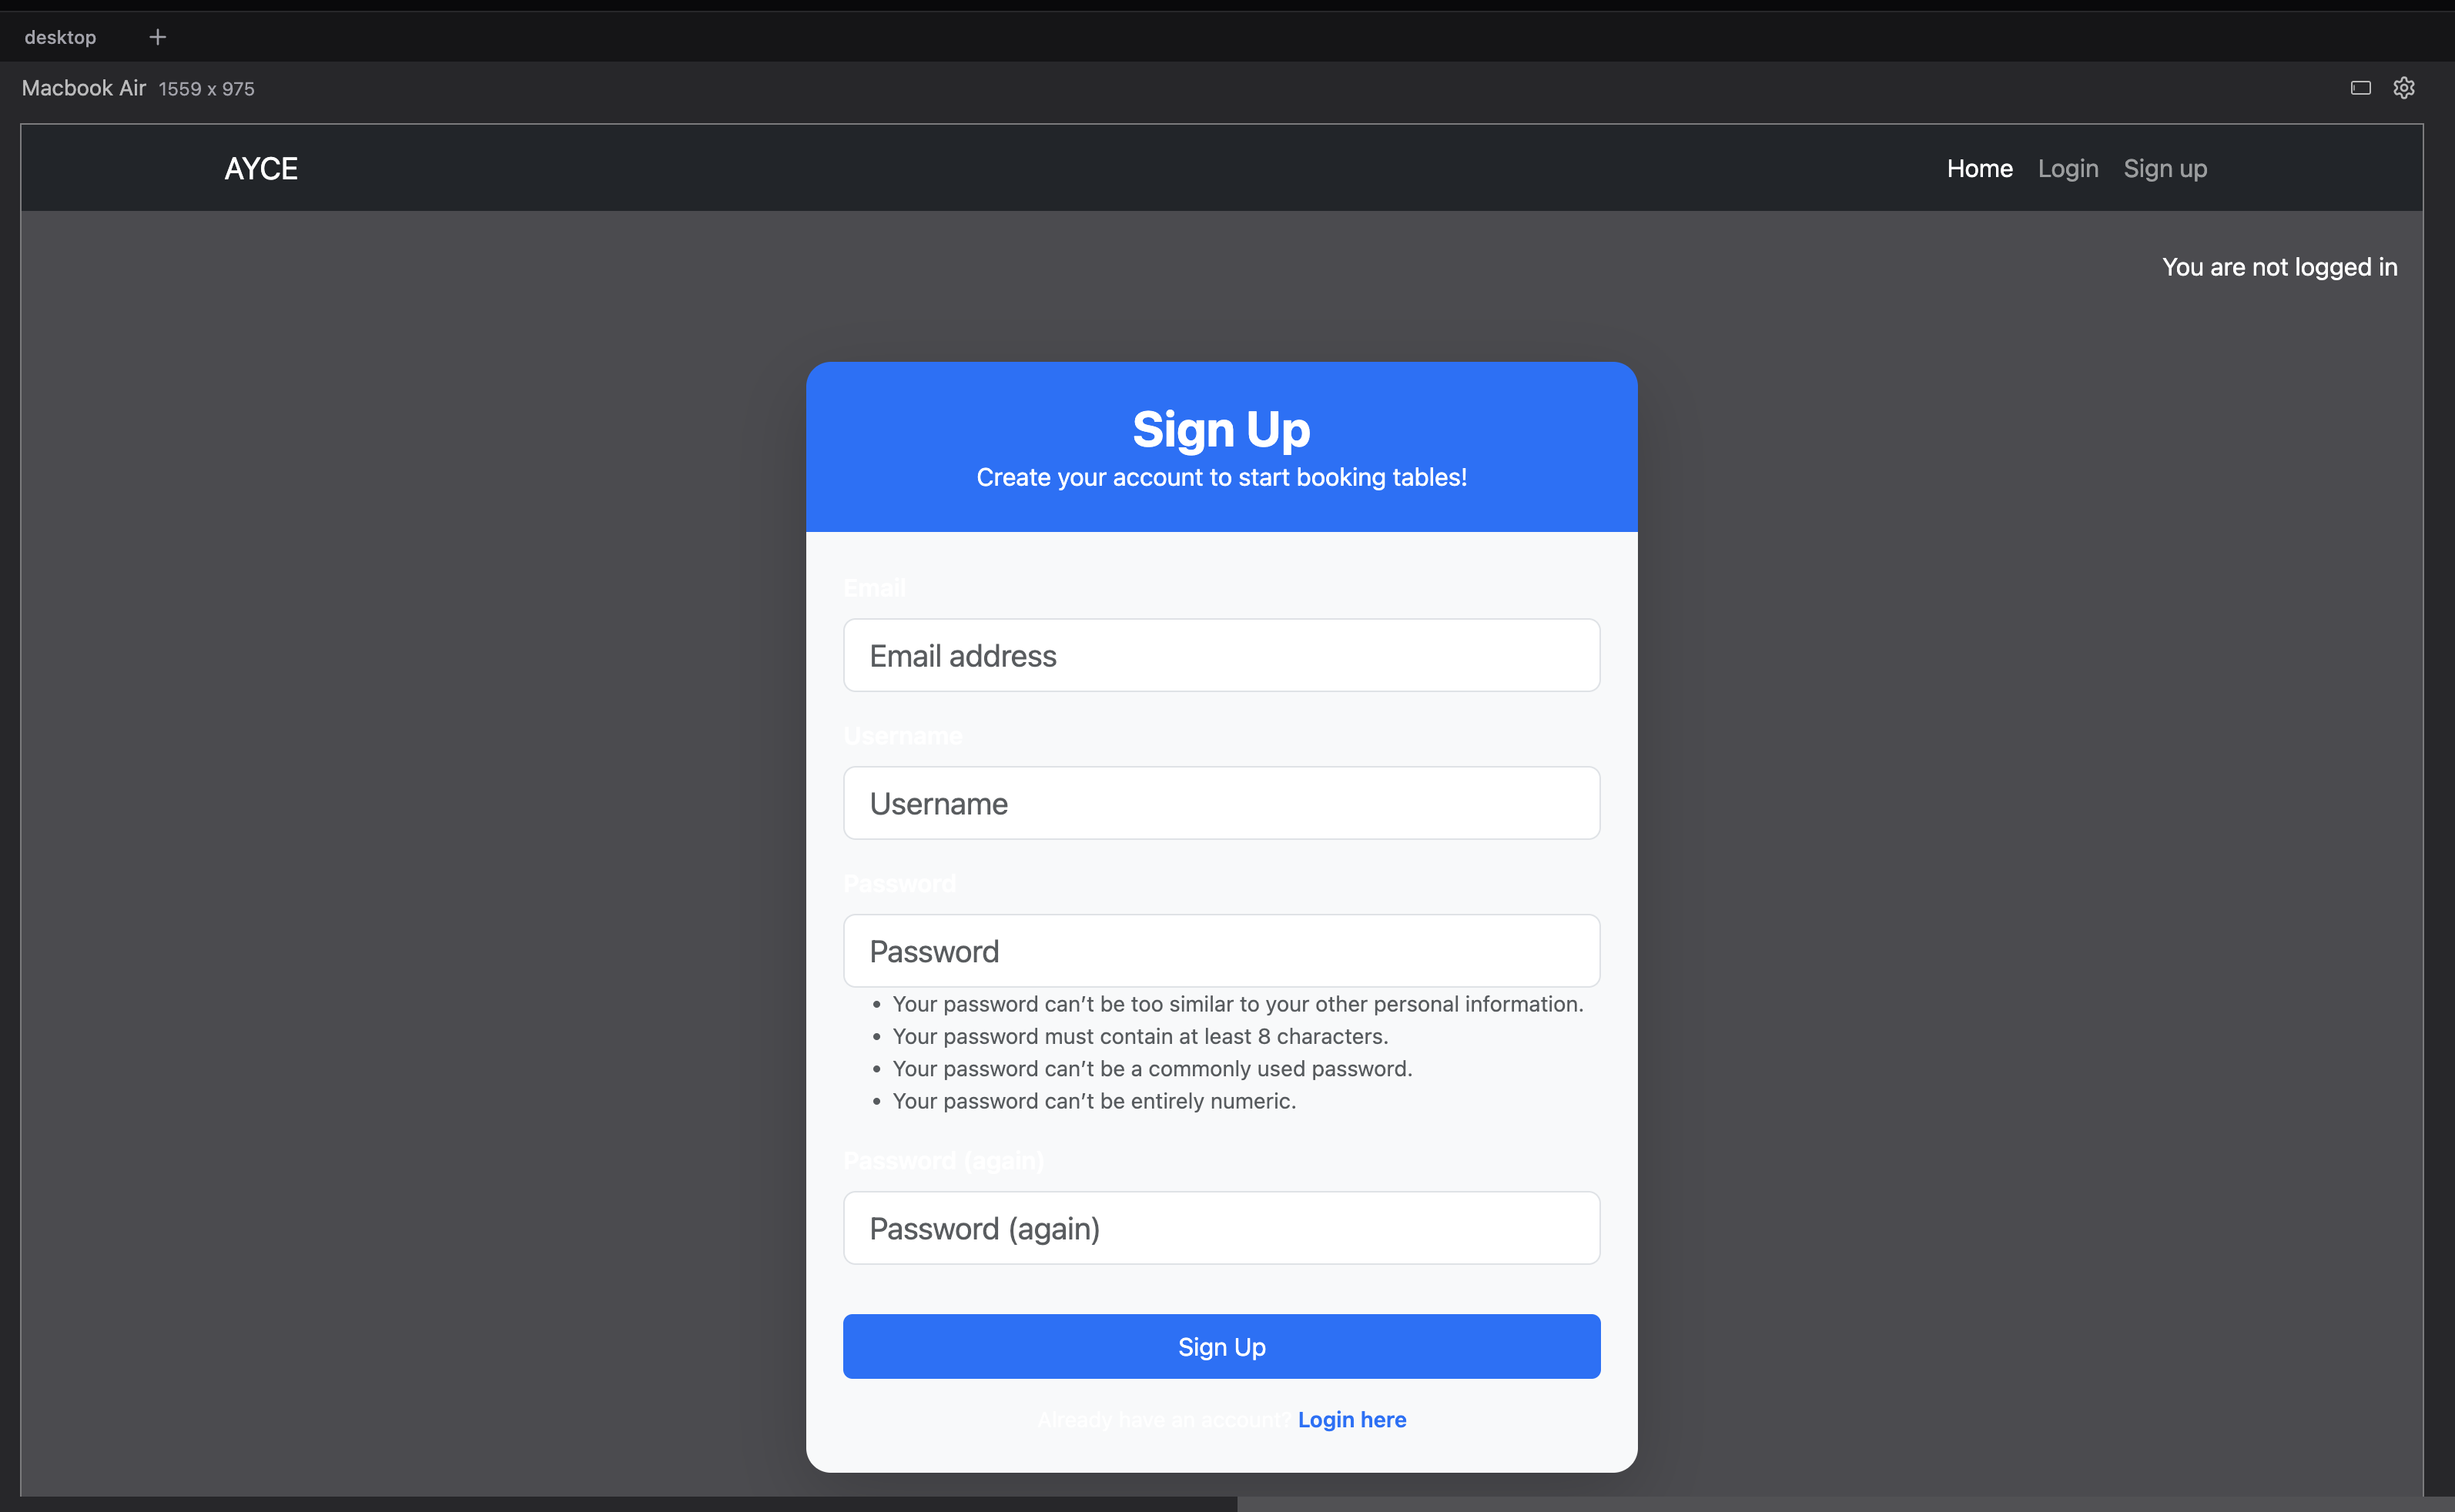 desktop
Macbook Air 1559 x 975
AYCE
Home Login Sign up
You are not logged in
Sign Up
Create your account to start booking tables!
Email
Email address
Username
Username
Password
Password
• Your password can’t be too similar to your other personal information.
• Your password must contain at least 8 characters.
• Your password can’t be a commonly used password.
• Your password can’t be entirely numeric.
Password (again)
Password (again)
Sign Up
Already have an account? Login here